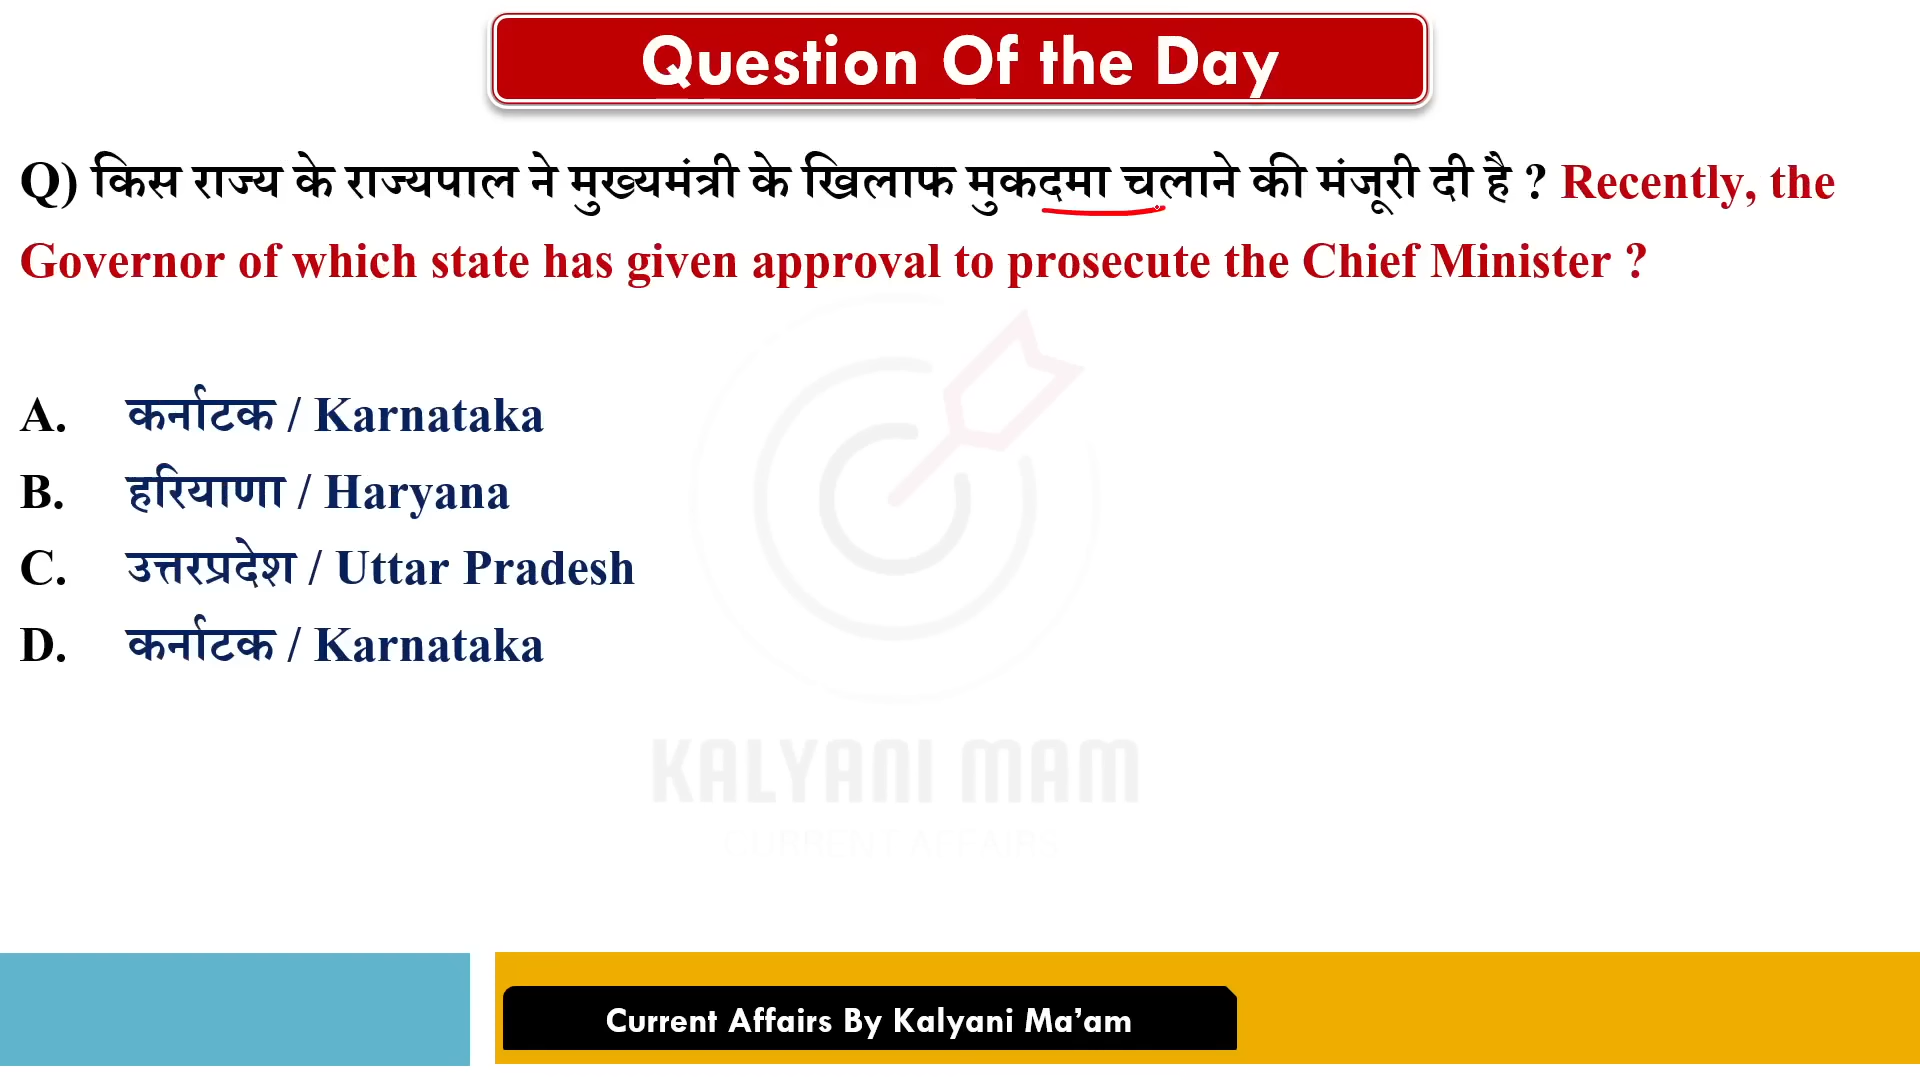 Question Of the Day
Q) किस राज्य के राज्यपाल ने मुख्यमंत्री के खिलाफ मुकदमा चलाने की मंजूरी दी है ? Recently, the
Governor of which state has given approval to prosecute the Chief Minister ?
A. कर्नाटक / Karnataka
B. हरियाणा / Haryana
C. उत्तरप्रदेश / Uttar Pradesh
D. कर्नाटक / Karnataka
KALYANI MAM
CURRENT AFFAIRS
Current Affairs By Kalyani Ma’am